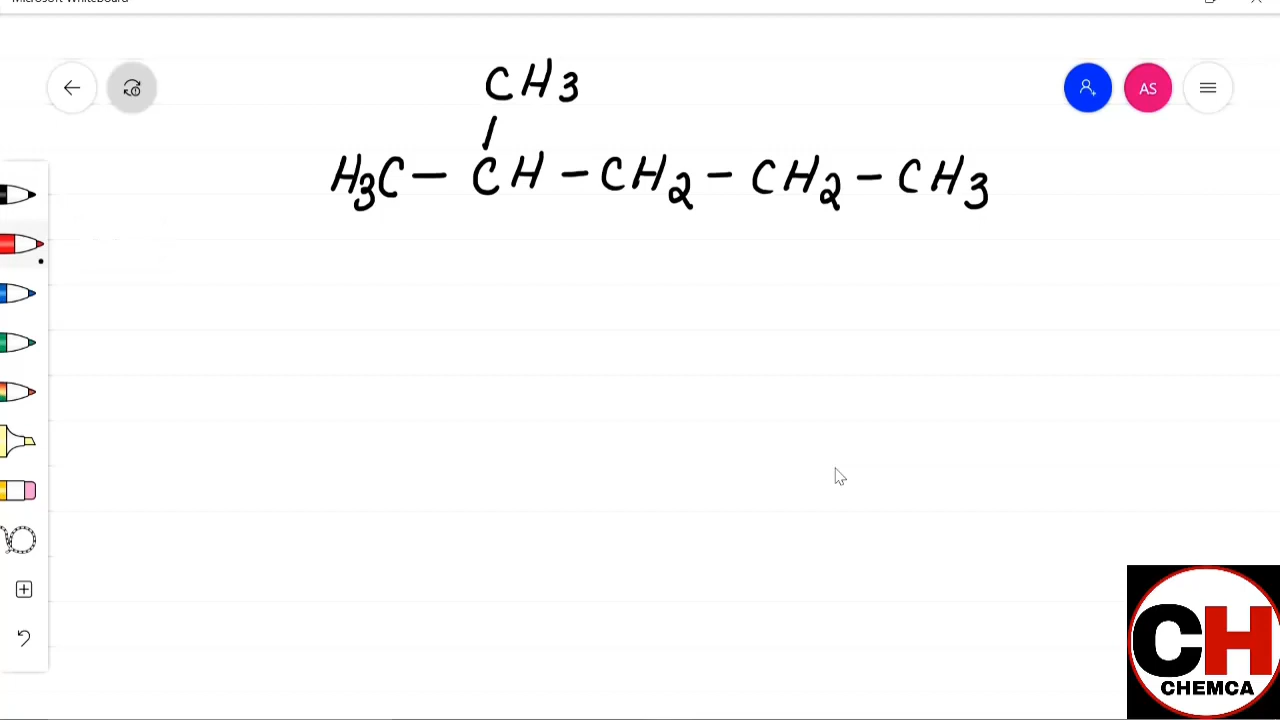 AS
CH3
H3C - CH - CH2 - CH2 - CH3
CH
CHEMCA